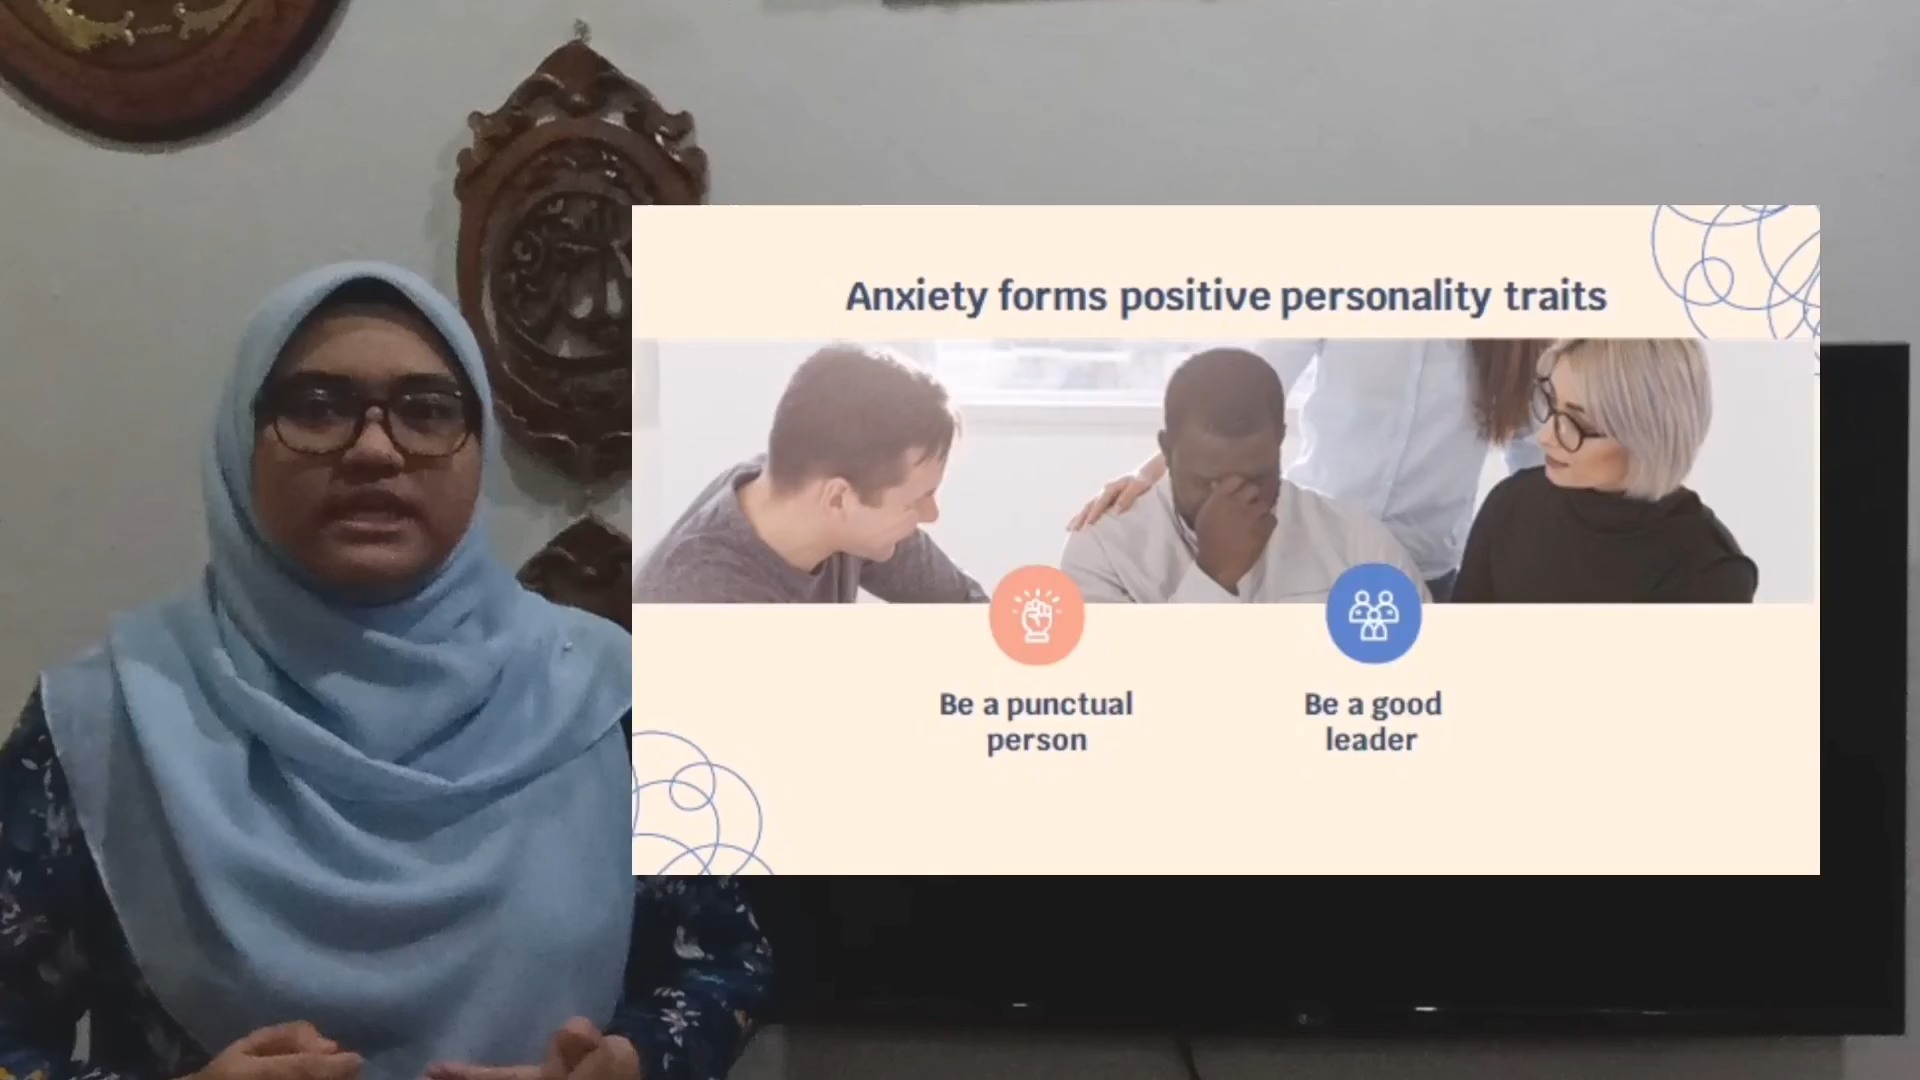 Anxiety forms positive personality traits
Be a punctual
person
Be a good
leader